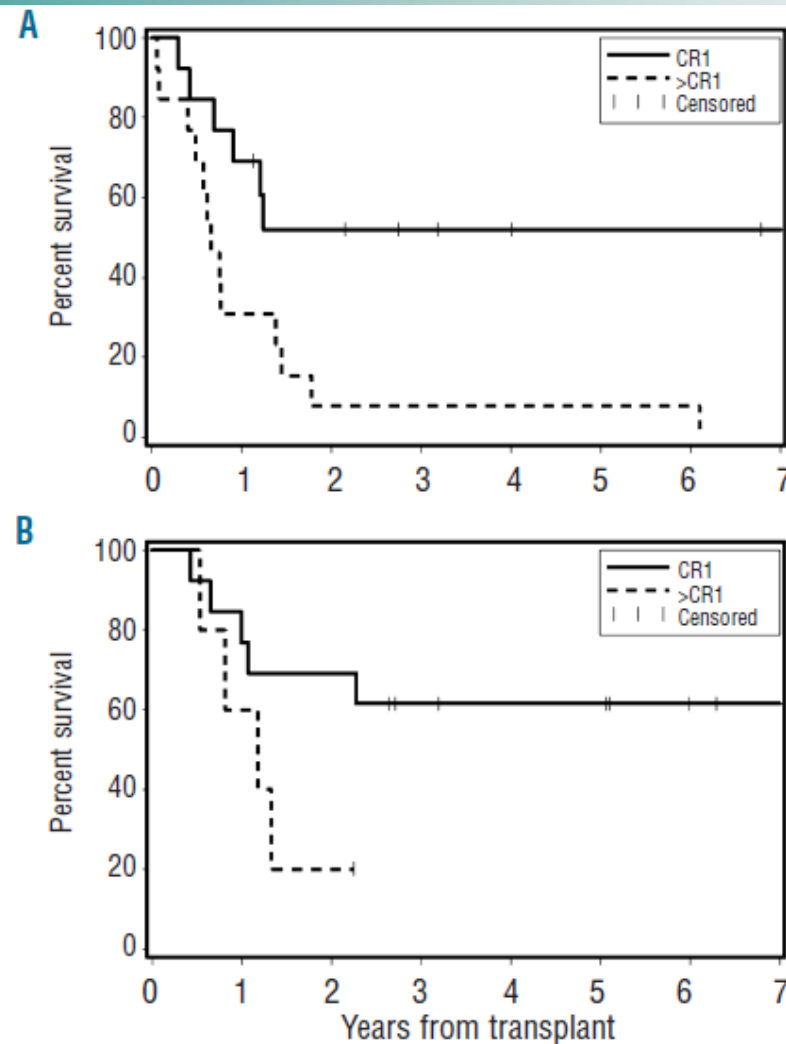 A
100
80
60
40
20
0
Percent survival
CR1
>CR1
Censored
0 1 2 3 4 5 6 7
B
100
80
60
40
20
0
Percent survival
CR1
>CR1
Censored
0 1 2 3 4 5 6 7
Years from transplant